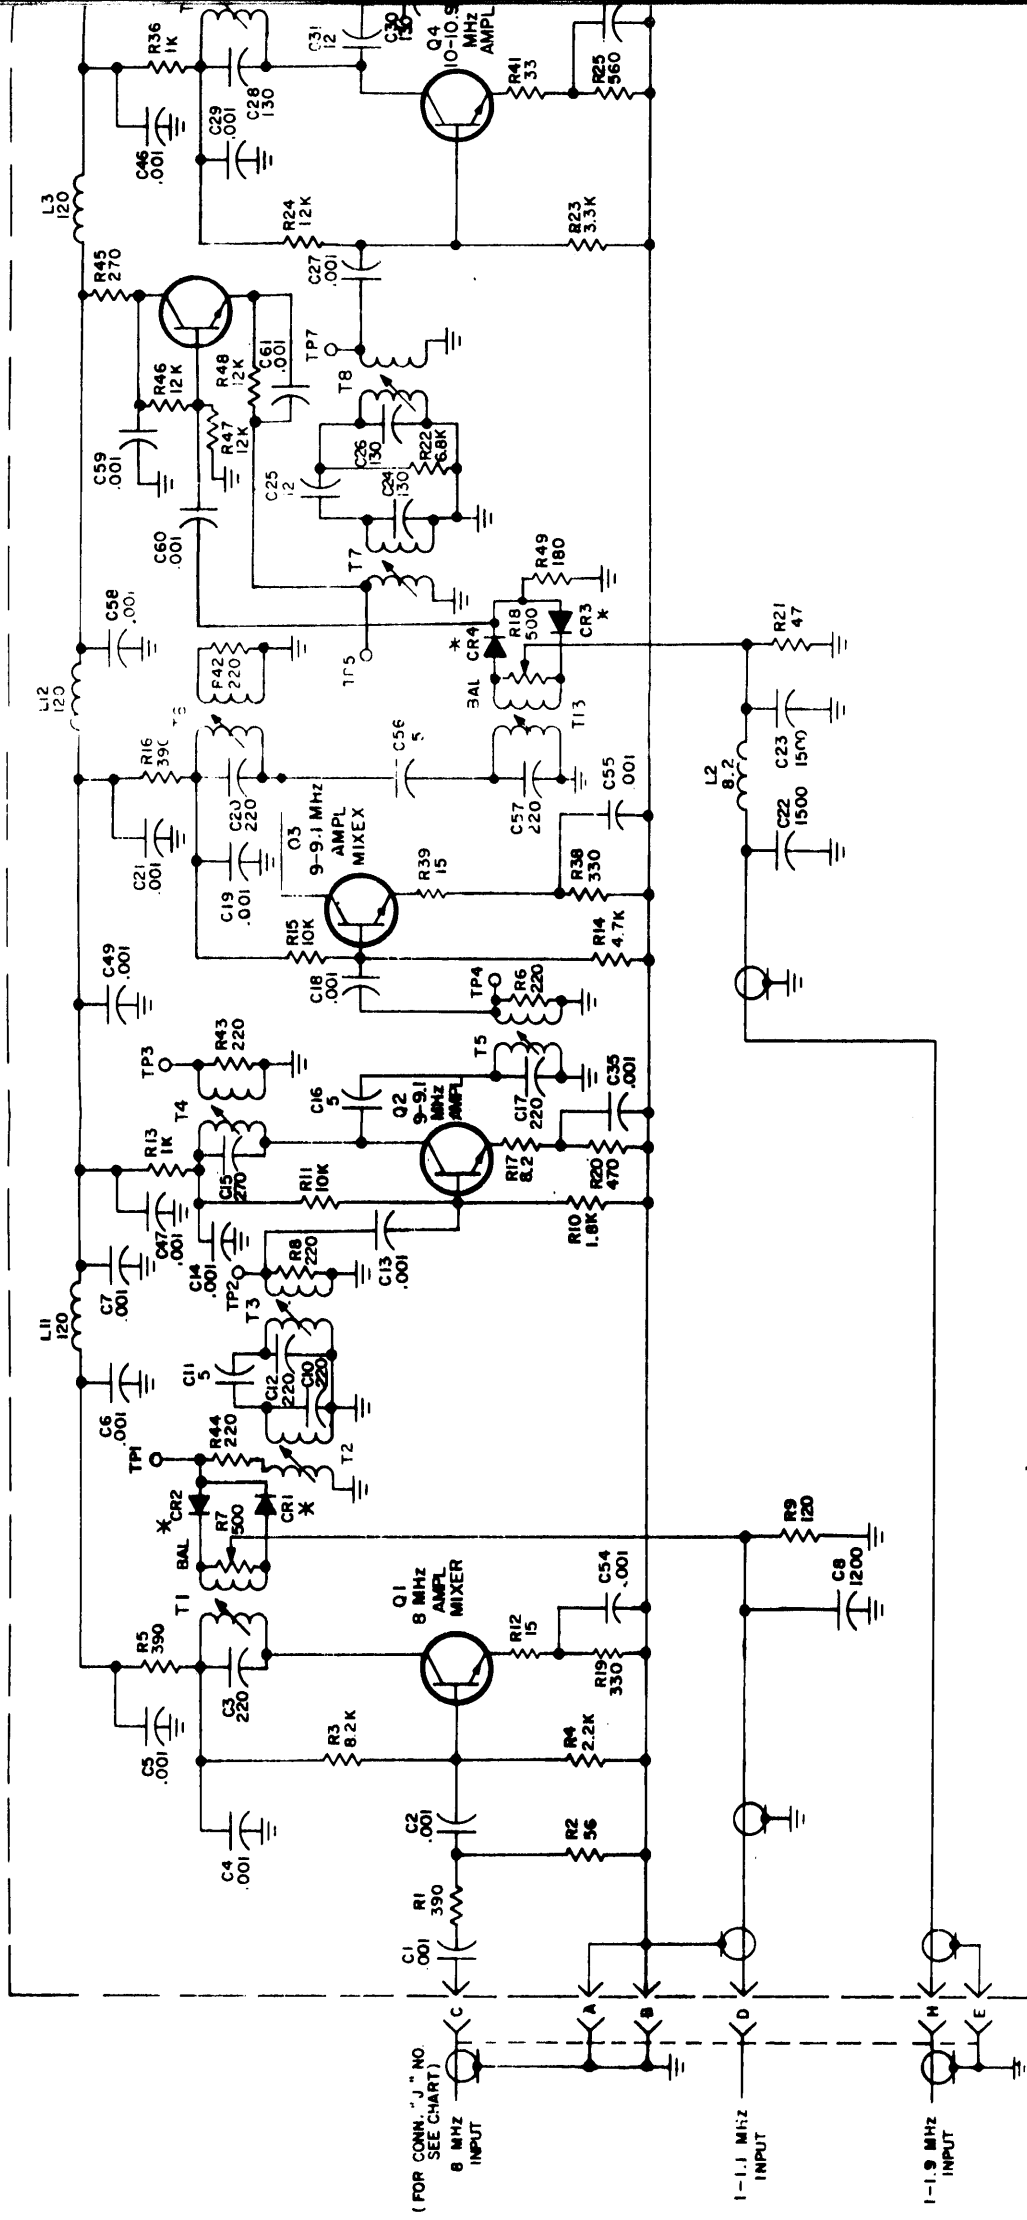 (FOR CONN. "J" NO.
SEE CHART)
8 MHz
INPUT
1-1.1 MHz
INPUT
1-1.9 MHz
INPUT
C
A
B
D
H
E
C1
.001
R1
390
C2
.001
R2
56
C4
.001
C5
.001
R3
8.2K
R4
2.2K
R5
390
C3
220
T1
Q1
8 MHz
AMPL
MIXER
R12
15
R19
330
C54
.001
BAL
R7
500
*
CR2
CR1
*
TP1
R44
220
T2
C8
1200
R9
120
C6
.001
L11
120
C7
.001
C11
5
C12
220
C10
220
T3
TP2
R8
220
C13
.001
C14
.001
C47
.001
R13
1K
C15
270
T4
R11
10K
R10
1.8K
R17
8.2
R20
470
C35
.001
Q2
9-9.1
MHz
AMPL
C16
5
TP3
R43
220
C17
220
T5
TP4
R6
220
C49
.001
C18
.001
R15
10K
R14
4.7K
C19
.001
C21
.001
R16
390
C20
220
Q3
9-9.1 MHz
AMPL
MIXEX
R39
15
R38
330
C55
.001
C56
5
C57
220
T13
L12
120
C58
.001
220
BAL
*
CR4
R18
500
CR3
*
R49
180
L2
8.2
C22
1500
C23
1500
R21
47
C60
.001
C59
.001
R46
12K
R47
12K
R48
12K
C61
.001
R45
270
L3
120
T7
C25
12
C24
130
C26
130
R22
6.8K
T8
TP7
C27
.001
R24
12K
R23
3.3K
C46
.001
R36
1K
C29
.001
C28
130
C31
12
C30
130
Q4
10-10.9
MHz
AMPL
R41
33
R25
560